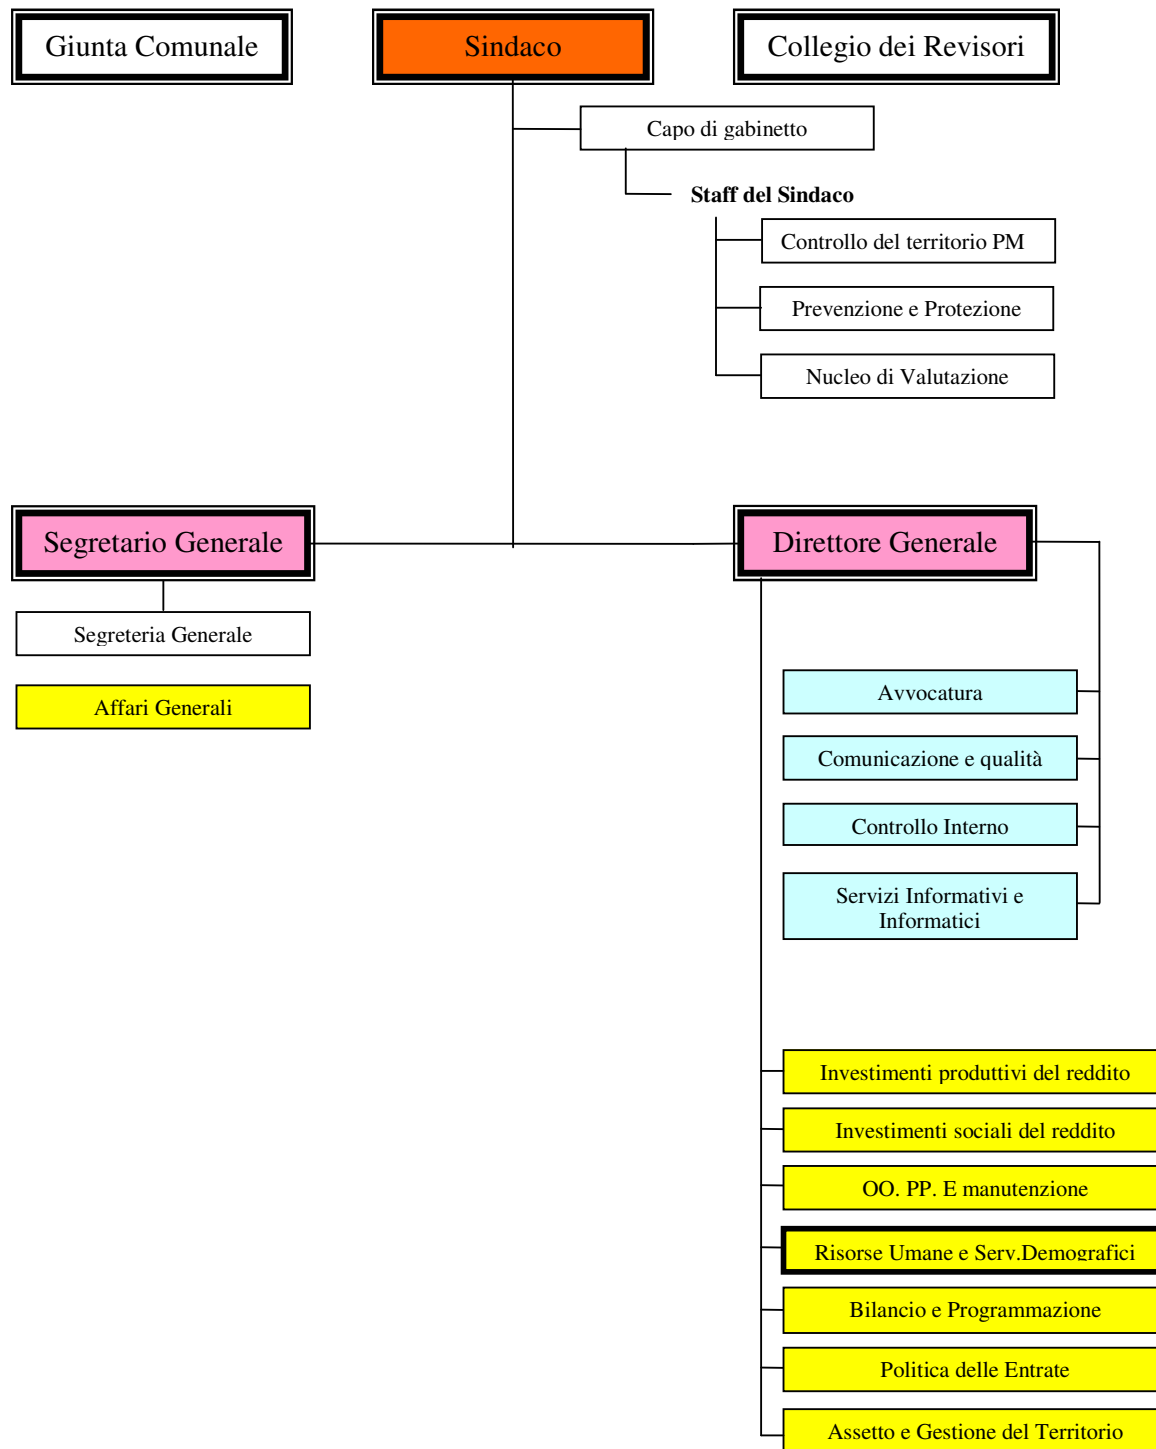 Giunta Comunale
Sindaco
Collegio dei Revisori
Capo di gabinetto
Staff del Sindaco
Controllo del territorio PM
Prevenzione e Protezione
Nucleo di Valutazione
Segretario Generale
Direttore Generale
Segreteria Generale
Affari Generali
Avvocatura
Comunicazione e qualità
Controllo Interno
Servizi Informativi e
Informatici
Investimenti produttivi del reddito
Investimenti sociali del reddito
OO. PP. E manutenzione
Risorse Umane e Serv.Demografici
Bilancio e Programmazione
Politica delle Entrate
Assetto e Gestione del Territorio